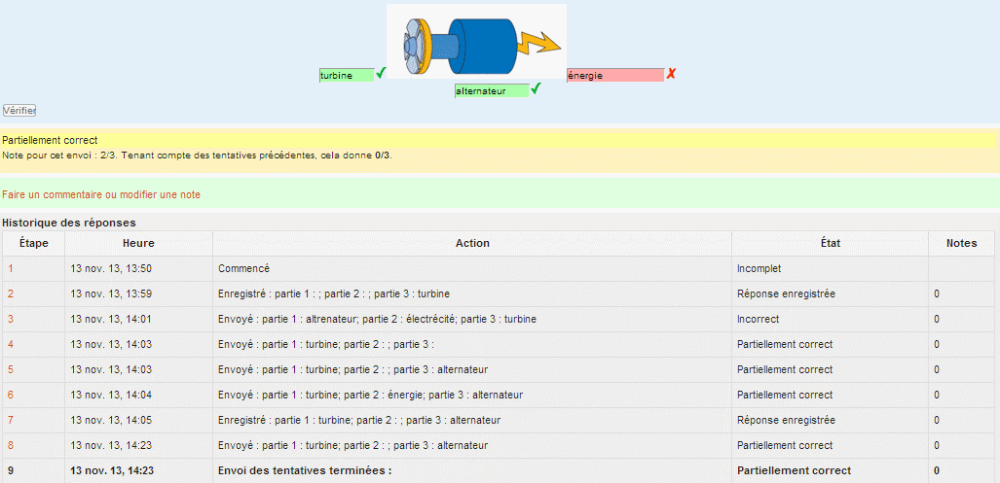 turbine
énergie
alternateur
Vérifier
Partiellement correct
Note pour cet envoi : 2/3. Tenant compte des tentatives précédentes, cela donne 0/3.
Faire un commentaire ou modifier une note
Historique des réponses
Étape Heure Action État Notes
1 13 nov. 13, 13:50 Commencé Incomplet
2 13 nov. 13, 13:59 Enregistré : partie 1 : ; partie 2 : ; partie 3 : turbine Réponse enregistrée 0
3 13 nov. 13, 14:01 Envoyé : partie 1 : altrenateur; partie 2 : électrécité; partie 3 : turbine Incorrect 0
4 13 nov. 13, 14:03 Envoyé : partie 1 : turbine; partie 2 : ; partie 3 : Partiellement correct 0
5 13 nov. 13, 14:03 Envoyé : partie 1 : turbine; partie 2 : ; partie 3 : alternateur Partiellement correct 0
6 13 nov. 13, 14:04 Envoyé : partie 1 : turbine; partie 2 : énergie; partie 3 : alternateur Partiellement correct 0
7 13 nov. 13, 14:05 Enregistré : partie 1 : turbine; partie 2 : ; partie 3 : alternateur Réponse enregistrée 0
8 13 nov. 13, 14:23 Envoyé : partie 1 : turbine; partie 2 : ; partie 3 : alternateur Partiellement correct 0
9 13 nov. 13, 14:23 Envoi des tentatives terminées : Partiellement correct 0